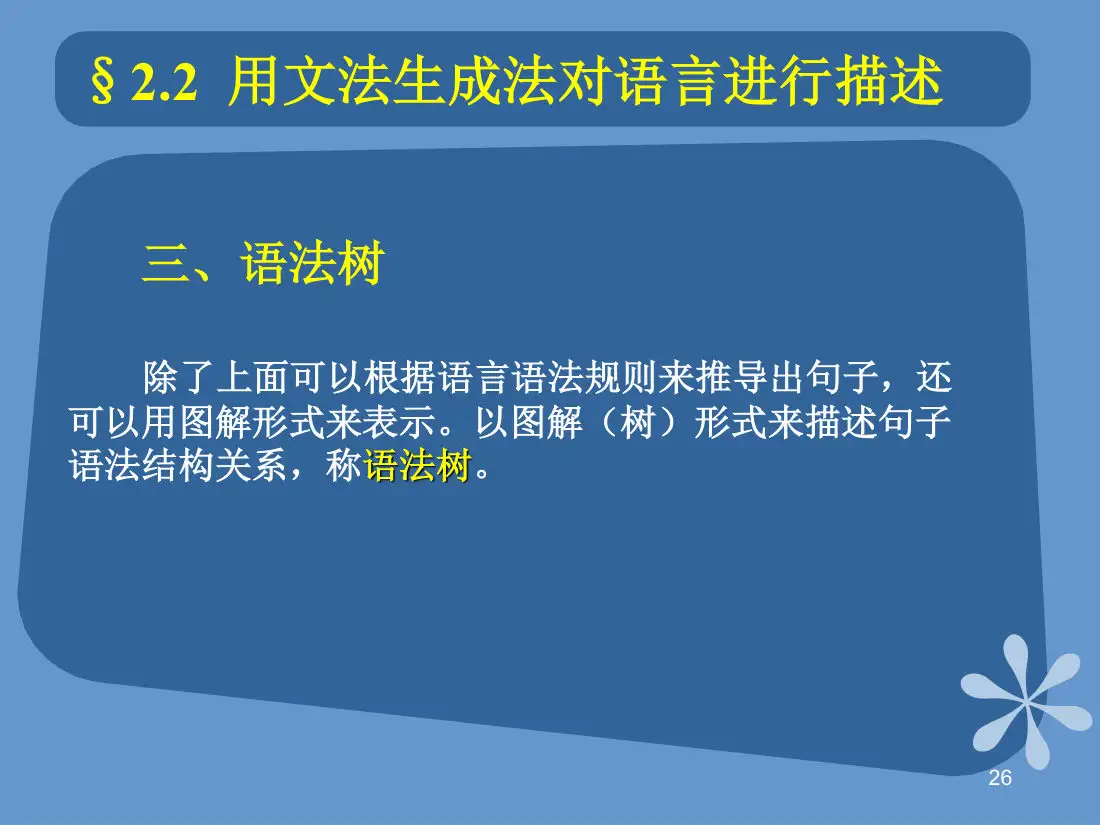 §2.2 用文法生成法对语言进行描述
三、语法树
除了上面可以根据语言语法规则来推导出句子，还
可以用图解形式来表示。以图解（树）形式来描述句子
语法结构关系，称语法树。
26